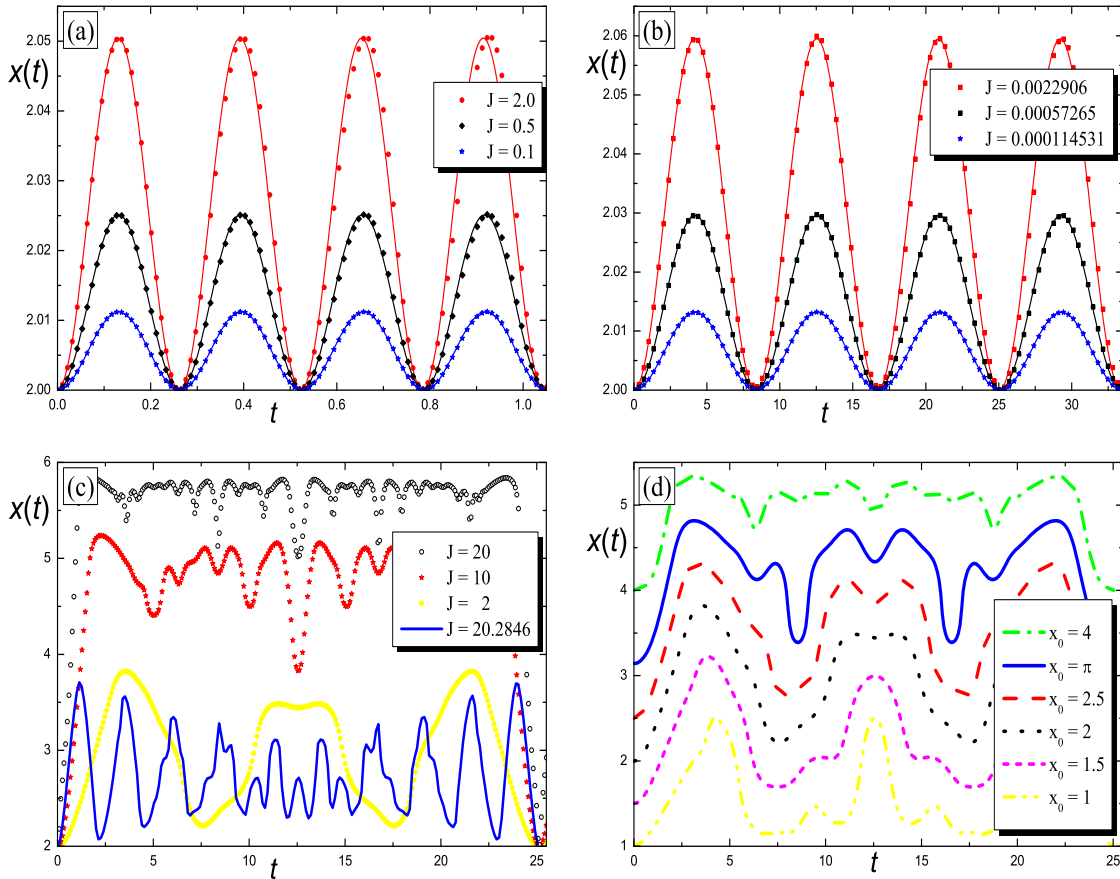 (a)
x(t)
2.05
2.04
2.03
2.02
2.01
2.00
J = 2.0
J = 0.5
J = 0.1
0.0 0.2 0.4 0.6 0.8 1.0
t
(b)
x(t)
2.06
2.05
2.04
2.03
2.02
2.01
2.00
J = 0.0022906
J = 0.00057265
J = 0.000114531
0 5 10 15 20 25 30
t
(c)
x(t)
6
5
4
3
2
J = 20
J = 10
J = 2
J = 20.2846
0 5 10 15 20 25
t
(d)
x(t)
5
4
3
2
1
x₀ = 4
x₀ = π
x₀ = 2.5
x₀ = 2
x₀ = 1.5
x₀ = 1
0 5 10 15 20 25
t